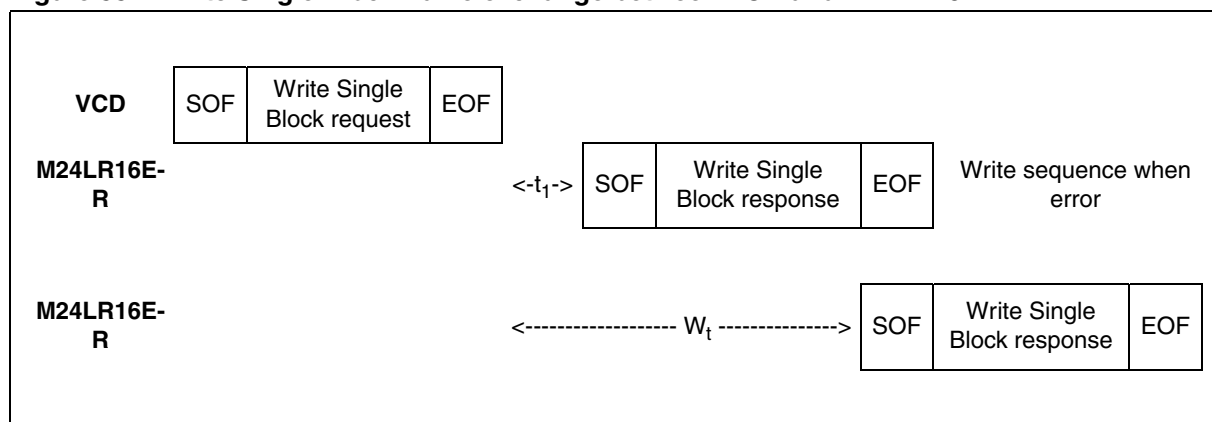 VCD SOF Write Single EOF
Block request
M24LR16E-
R
<-t1-> SOF Write Single EOF Write sequence when
Block response error
M24LR16E-
R
<------------------- Wt ---------------> SOF Write Single EOF
Block response